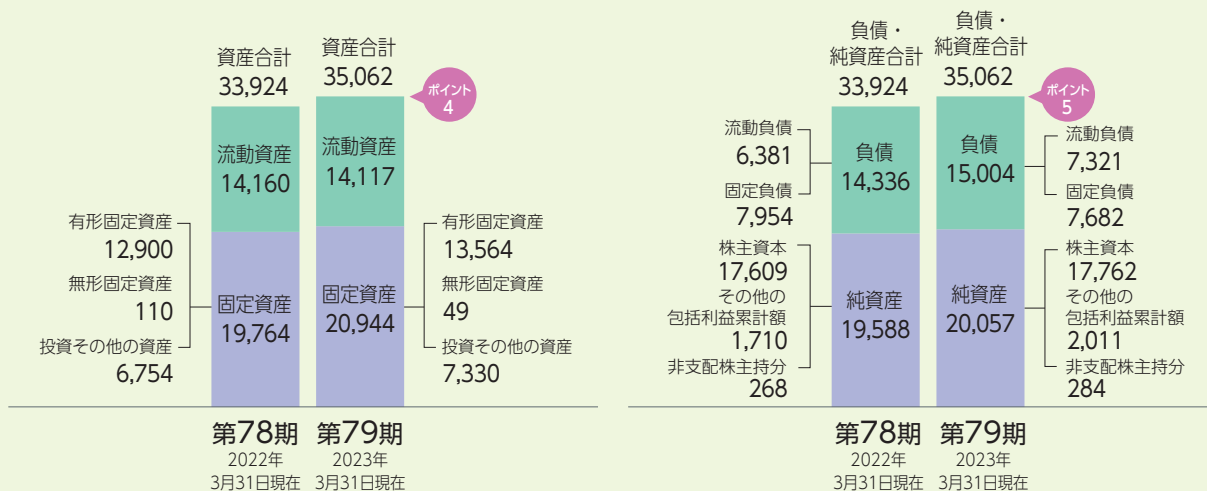 資産合計
33,924
流動資産
14,160
固定資産
19,764
有形固定資産
12,900
無形固定資産
110
投資その他の資産
6,754
第78期
2022年
3月31日現在
資産合計
35,062
ポイント
4
流動資産
14,117
固定資産
20,944
有形固定資産
13,564
無形固定資産
49
投資その他の資産
7,330
第79期
2023年
3月31日現在
負債・
純資産合計
33,924
流動負債
6,381
固定負債
7,954
負債
14,336
株主資本
17,609
その他の
包括利益累計額
1,710
非支配株主持分
268
純資産
19,588
第78期
2022年
3月31日現在
負債・
純資産合計
35,062
ポイント
5
負債
15,004
流動負債
7,321
固定負債
7,682
純資産
20,057
株主資本
17,762
その他の
包括利益累計額
2,011
非支配株主持分
284
第79期
2023年
3月31日現在